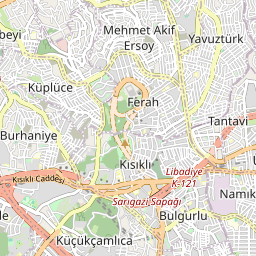 Mehmet Akif
Ersoy
Yavuztürk
beyi
Küplüce
Ferah
Tantavi
Burhaniye
Kısıklı
Libadiye
K-121
Kısıklı Caddesi
Namık
Sarıgazi Sapağı
Bulgurlu
Küçükçamlıca